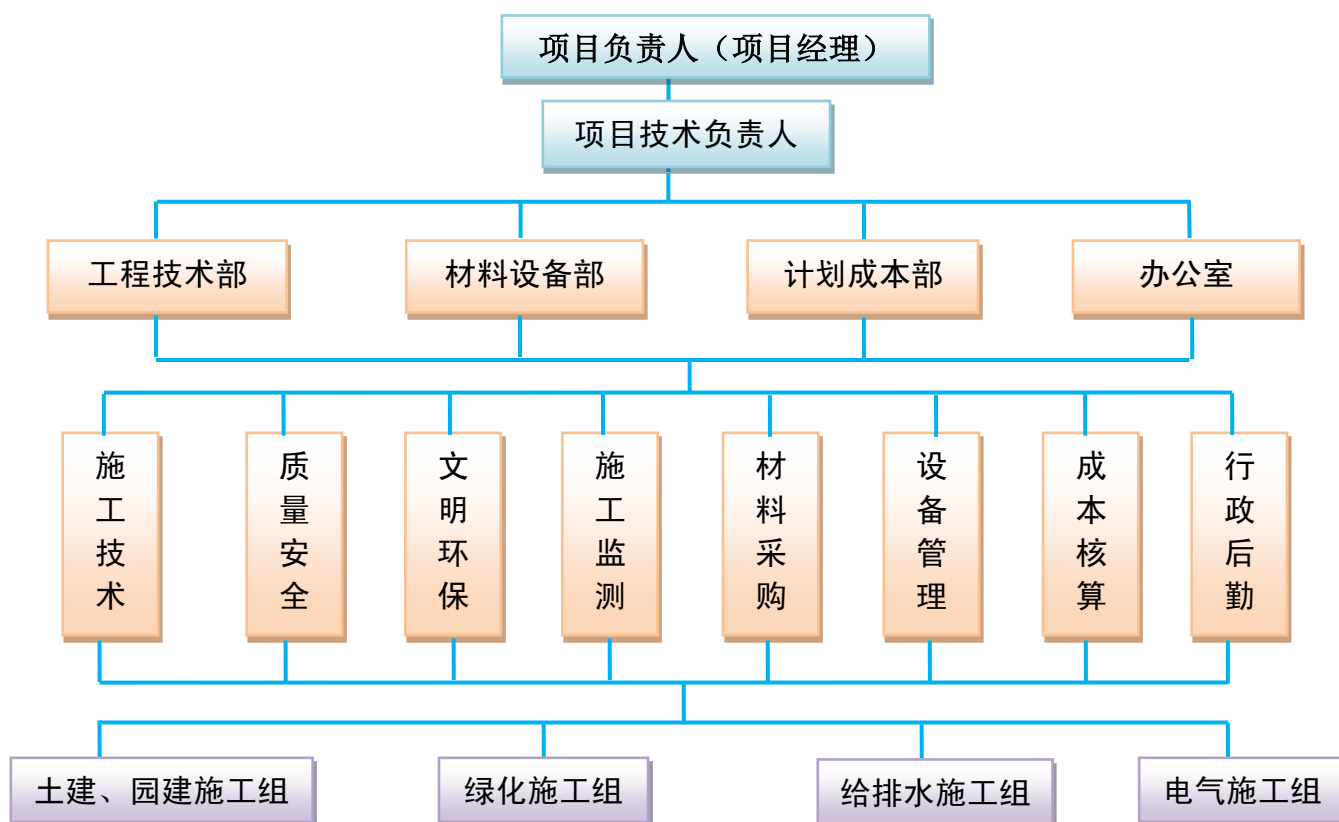 项目负责人（项目经理）
项目技术负责人
工程技术部
材料设备部
计划成本部
办公室
施工技术
质量安全
文明环保
施工监测
材料采购
设备管理
成本核算
行政后勤
土建、园建施工组
绿化施工组
给排水施工组
电气施工组